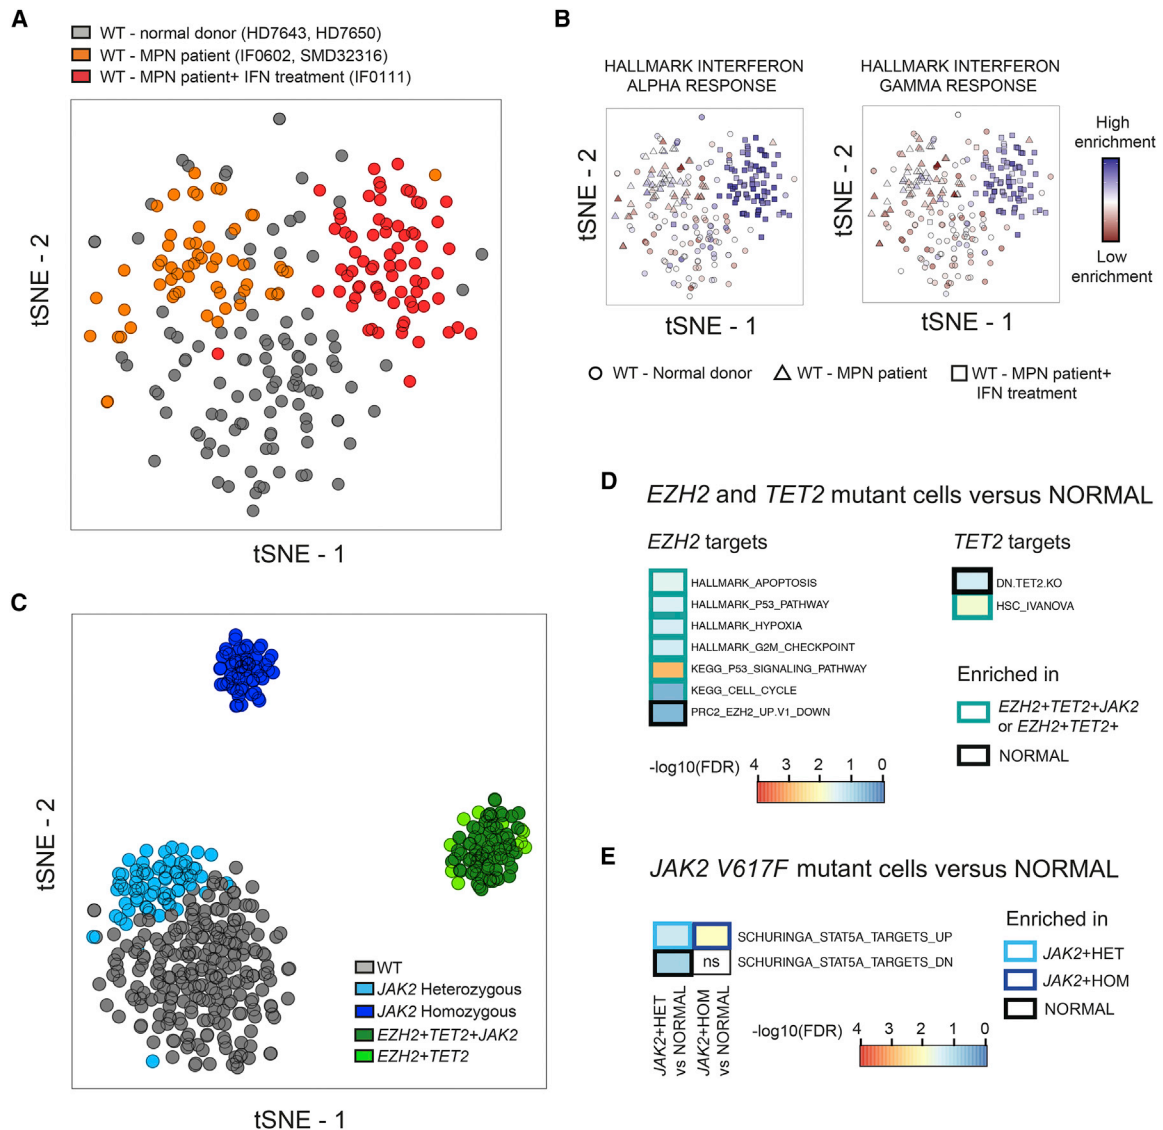 A
WT - normal donor (HD7643, HD7650)
WT - MPN patient (IF0602, SMD32316)
WT - MPN patient+ IFN treatment (IF0111)
tSNE - 2
tSNE - 1
B
HALLMARK INTERFERON
ALPHA RESPONSE
HALLMARK INTERFERON
GAMMA RESPONSE
High
enrichment
Low
enrichment
tSNE - 2
tSNE - 1
tSNE - 2
tSNE - 1
WT - Normal donor
WT - MPN patient
WT - MPN patient+
IFN treatment
C
tSNE - 2
tSNE - 1
WT
JAK2 Heterozygous
JAK2 Homozygous
EZH2+TET2+JAK2
EZH2+TET2
D
EZH2 and TET2 mutant cells versus NORMAL
EZH2 targets
HALLMARK_APOPTOSIS
HALLMARK_P53_PATHWAY
HALLMARK_HYPOXIA
HALLMARK_G2M_CHECKPOINT
KEGG_P53_SIGNALING_PATHWAY
KEGG_CELL_CYCLE
PRC2_EZH2_UP.V1_DOWN
TET2 targets
DN.TET2.KO
HSC_IVANOVA
Enriched in
EZH2+TET2+JAK2
or EZH2+TET2+
NORMAL
-log10(FDR)
4 3 2 1 0
E
JAK2 V617F mutant cells versus NORMAL
SCHURINGA_STAT5A_TARGETS_UP
ns
SCHURINGA_STAT5A_TARGETS_DN
JAK2+HET
vs NORMAL
JAK2+HOM
vs NORMAL
Enriched in
JAK2+HET
JAK2+HOM
NORMAL
-log10(FDR)
4 3 2 1 0